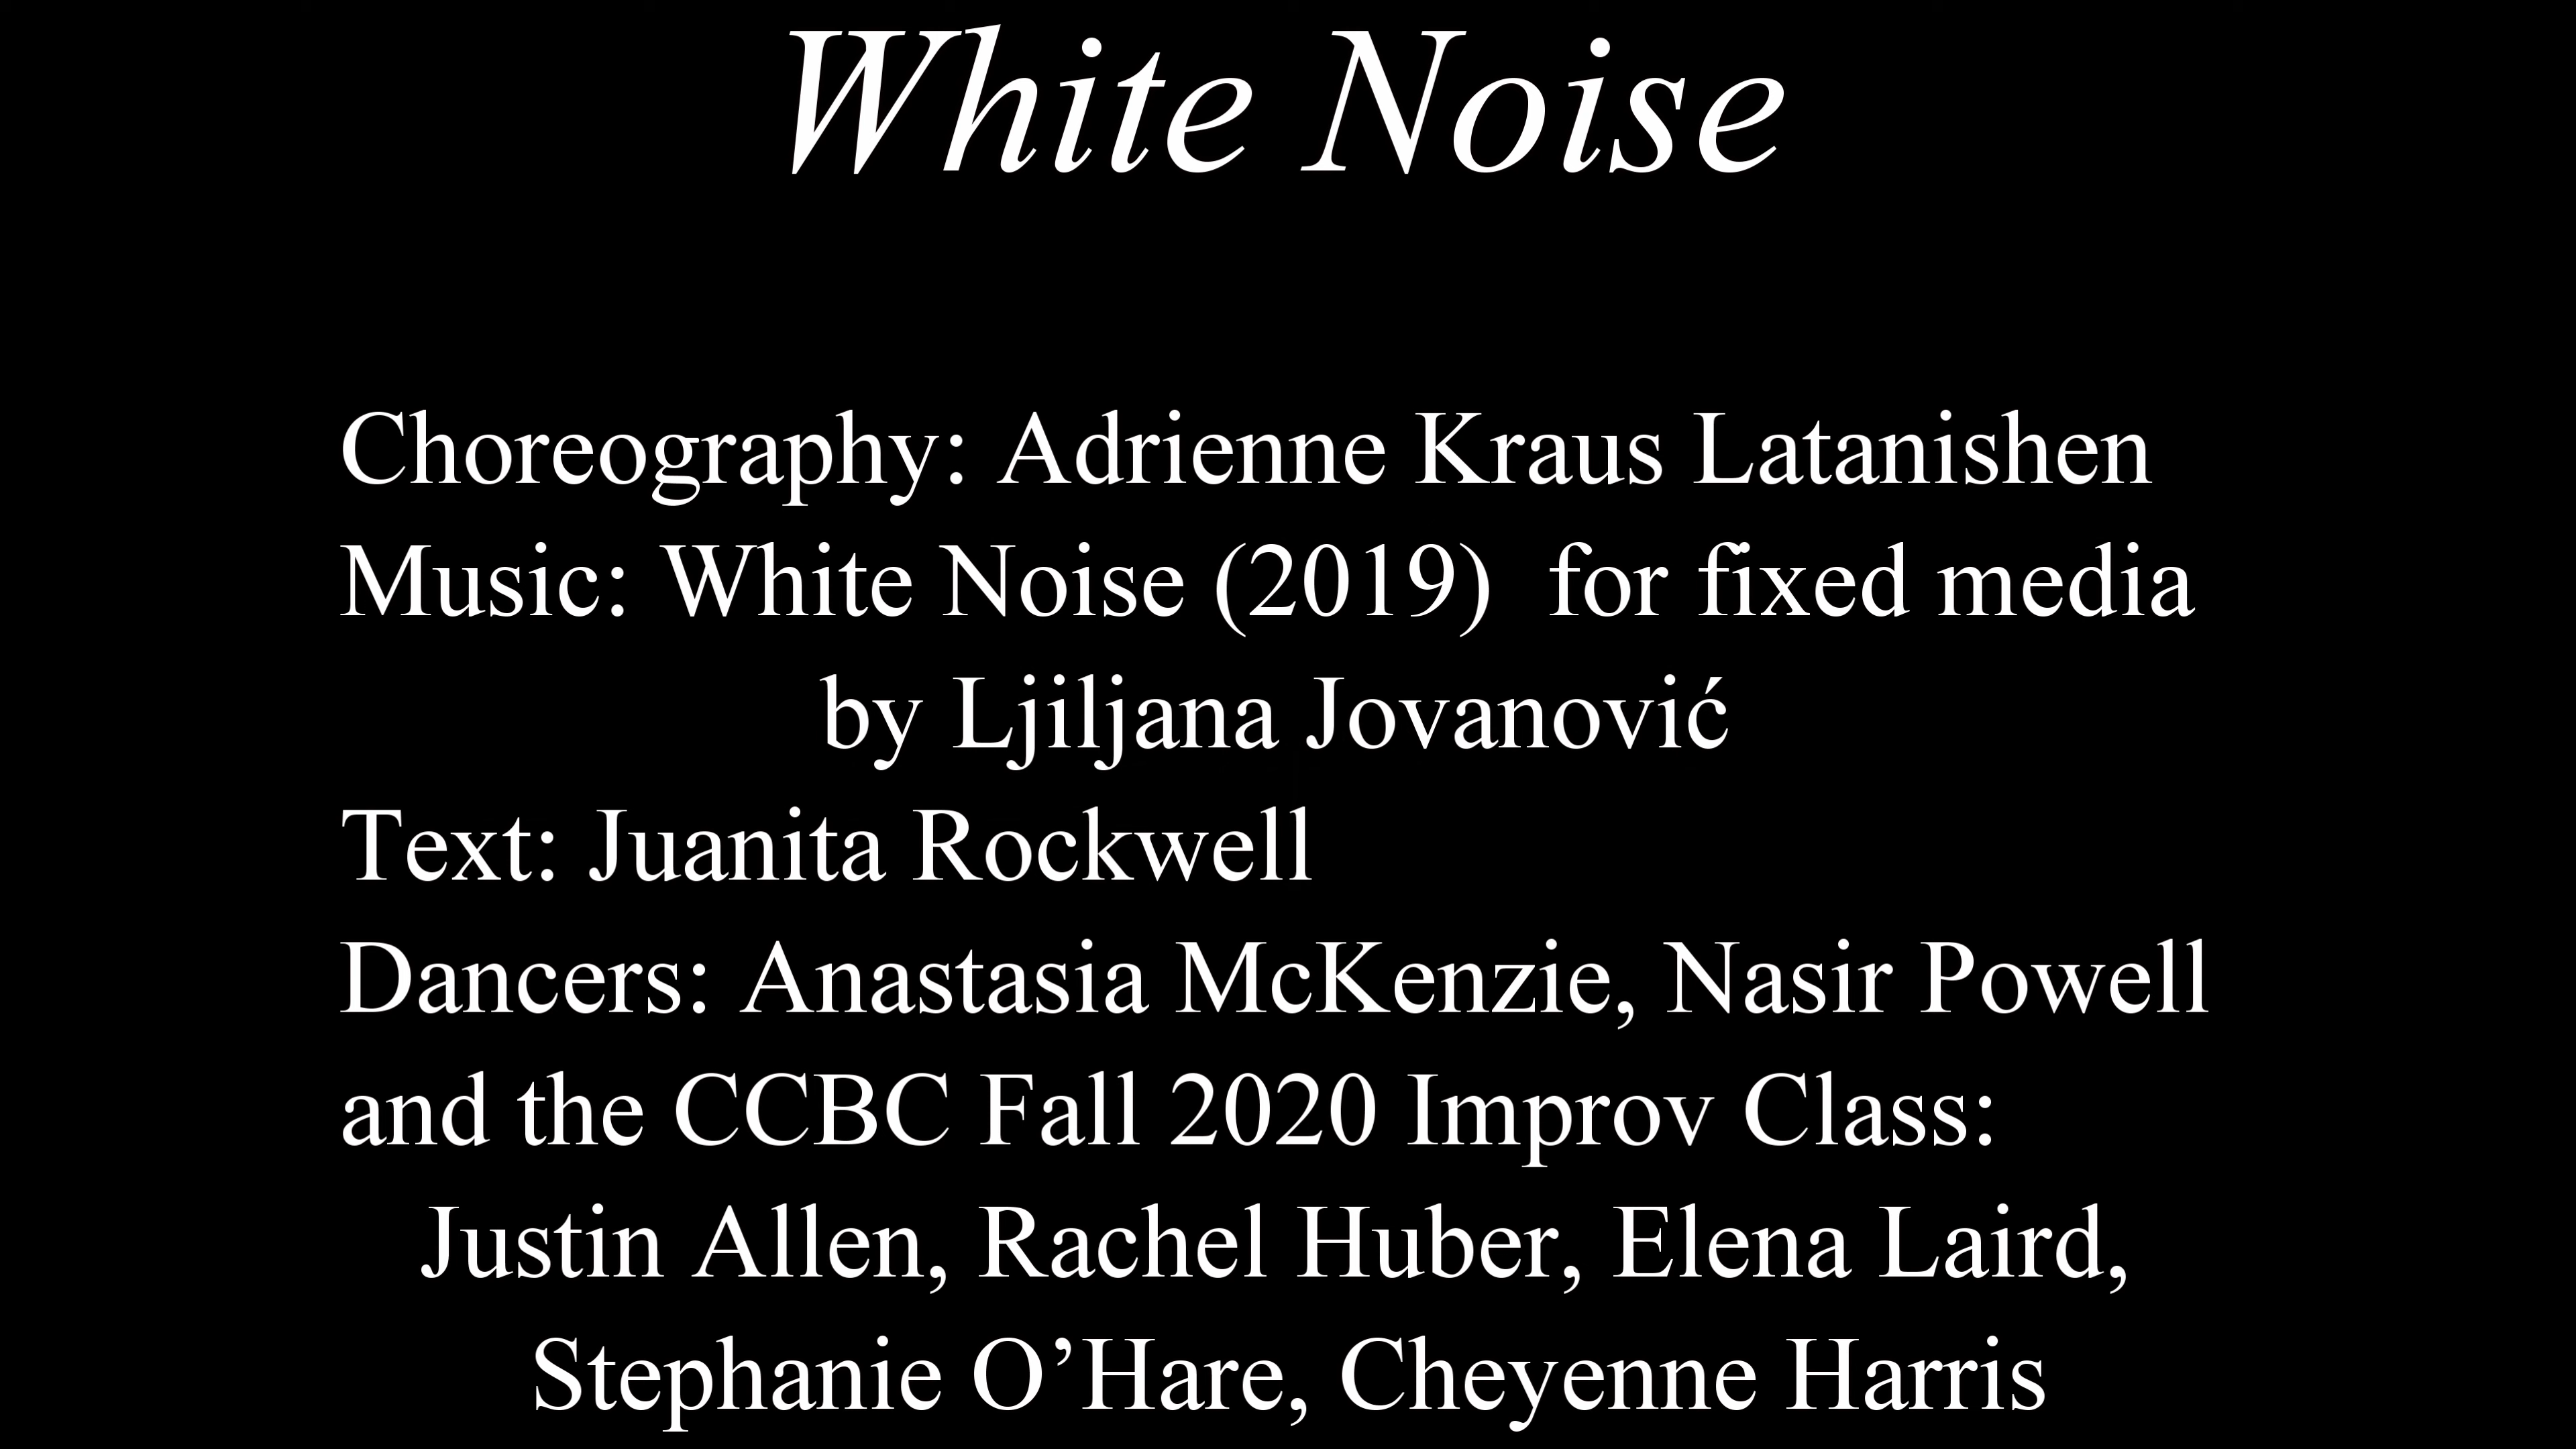 White Noise
Choreography: Adrienne Kraus Latanishen
Music: White Noise (2019)  for fixed media
by Ljiljana Jovanović
Text: Juanita Rockwell
Dancers: Anastasia McKenzie, Nasir Powell
and the CCBC Fall 2020 Improv Class:
Justin Allen, Rachel Huber, Elena Laird,
Stephanie O’Hare, Cheyenne Harris